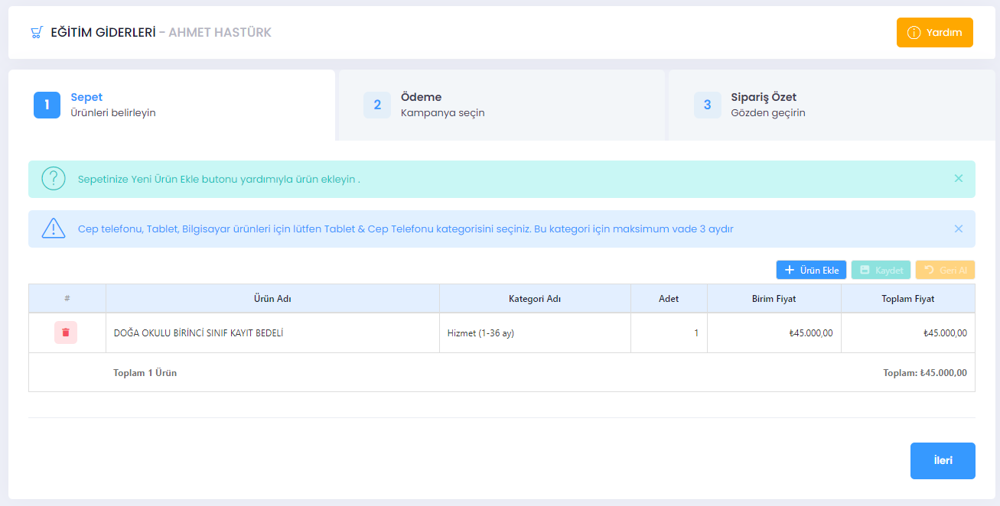 EĞİTİM GİDERLERİ - AHMET HASTÜRK
Yardım
1
Sepet
Ürünleri belirleyin
2
Ödeme
Kampanya seçin
3
Sipariş Özet
Gözden geçirin
Sepetinize Yeni Ürün Ekle butonu yardımıyla ürün ekleyin .
Cep telefonu, Tablet, Bilgisayar ürünleri için lütfen Tablet & Cep Telefonu kategorisini seçiniz. Bu kategori için maksimum vade 3 aydır
Ürün Ekle Kaydet Geri Al
# Ürün Adı Kategori Adı Adet Birim Fiyat Toplam Fiyat
DOĞA OKULU BİRİNCİ SINIF KAYIT BEDELİ Hizmet (1-36 ay) 1 ₺45.000,00 ₺45.000,00
Toplam 1 Ürün Toplam: ₺45.000,00
İleri